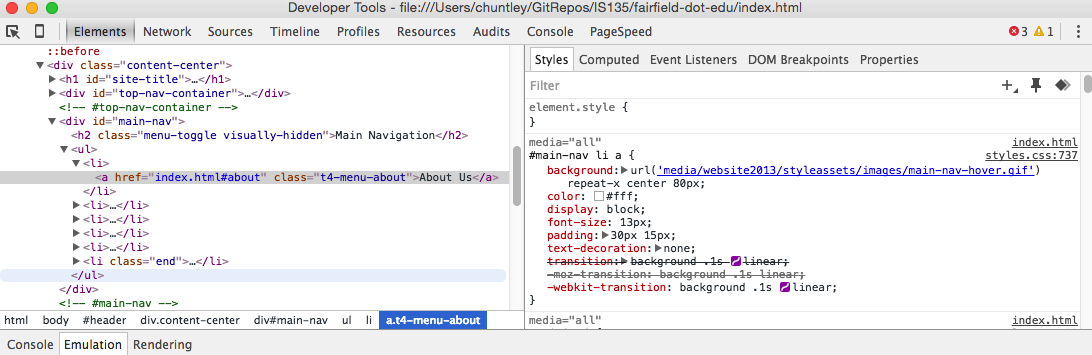 Developer Tools - file:///Users/chuntley/GitRepos/IS135/fairfield-dot-edu/index.html
Elements Network Sources Timeline Profiles Resources Audits Console PageSpeed 3 1
::before
<div class="content-center">
<h1 id="site-title">…</h1>
<div id="top-nav-container">…</div>
<!-- #top-nav-container -->
<div id="main-nav">
<h2 class="menu-toggle visually-hidden">Main Navigation</h2>
<ul>
<li>
<a href="index.html#about" class="t4-menu-about">About Us</a>
</li>
<li>…</li>
<li>…</li>
<li>…</li>
<li>…</li>
<li class="end">…</li>
</ul>
</div>
<!-- #main-nav -->
html body #header div.content-center div#main-nav ul li a.t4-menu-about
Styles Computed Event Listeners DOM Breakpoints Properties
Filter
element.style {
}
media="all" index.html
#main-nav li a { styles.css:737
background: url('media/website2013/styleassets/images/main-nav-hover.gif')
repeat-x center 80px;
color: #fff;
display: block;
font-size: 13px;
padding: 30px 15px;
text-decoration: none;
transition: background .1s linear;
-moz-transition: background .1s linear;
-webkit-transition: background .1s linear;
}
media="all" index.html
Console Emulation Rendering